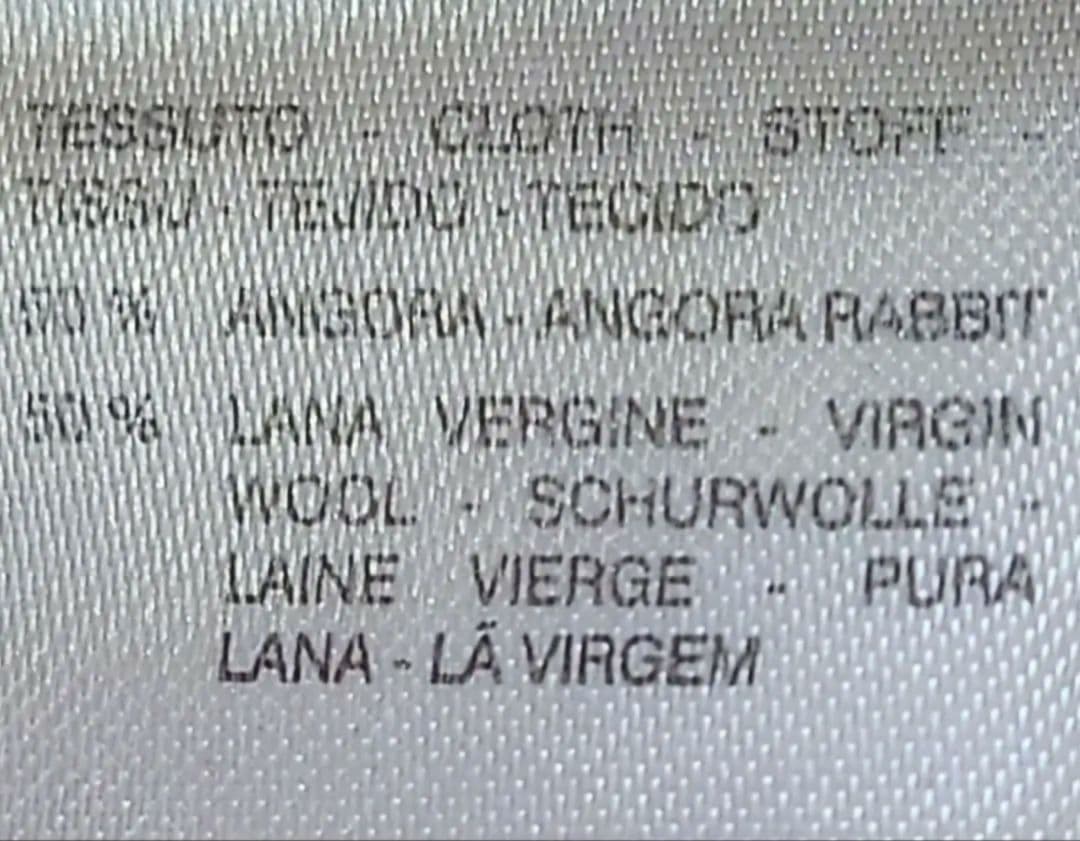 TESSUTO - CLOTH - STOFF -
TISSU - TEJIDO - TECIDO
ANGORA - ANGORA RABBIT
50 % LANA VERGINE - VIRGIN
WOOL - SCHURWOLLE -
LAINE VIERGE - PURA
LANA - LÃ VIRGEM